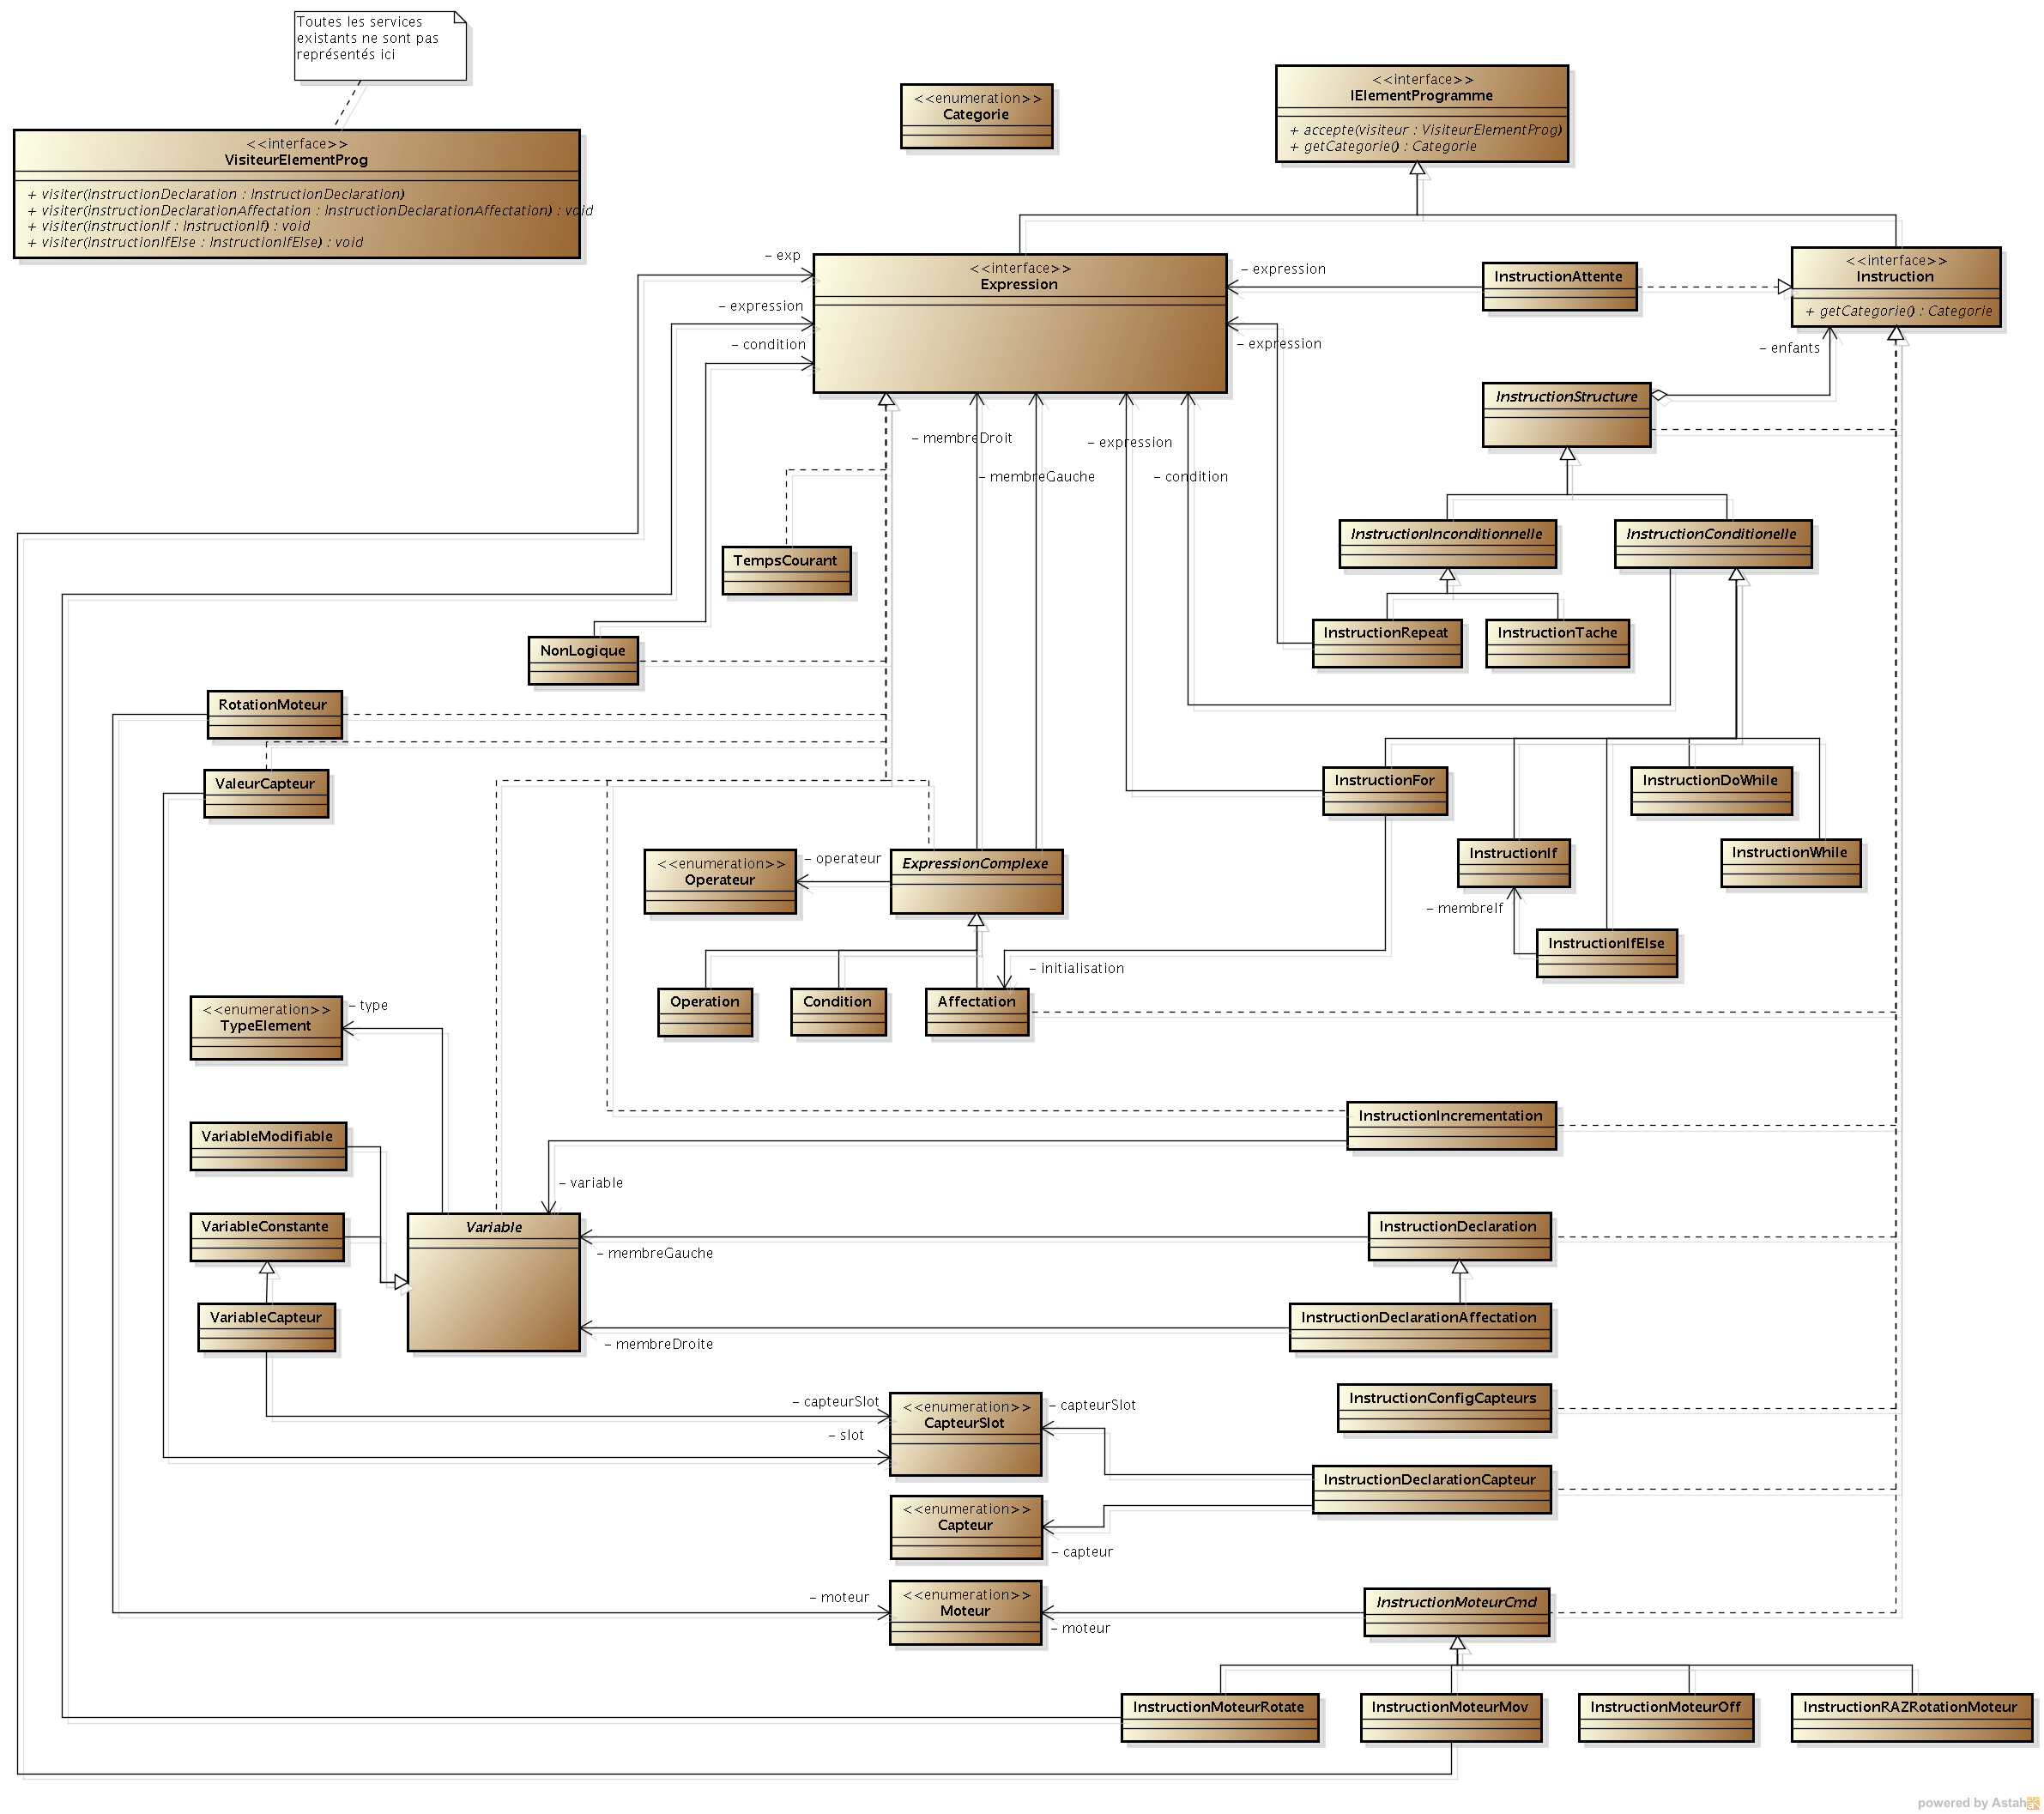 Toutes les services
existants ne sont pas
représentés ici
<<interface>>
VisiteurElementProg
+ visiter(instructionDeclaration : InstructionDeclaration)
+ visiter(instructionDeclarationAffectation : InstructionDeclarationAffectation) : void
+ visiter(instructionIf : InstructionIf) : void
+ visiter(instructionIfElse : InstructionIfElse) : void
<<enumeration>>
Categorie
<<interface>>
IElementProgramme
+ accepte(visiteur : VisiteurElementProg)
+ getCategorie() : Categorie
- exp
- expression
- condition
<<interface>>
Expression
- expression
- expression
InstructionAttente
<<interface>>
Instruction
+ getCategorie() : Categorie
- enfants
InstructionStructure
- membreDroit
- membreGauche
- expression
- condition
InstructionInconditionnelle
InstructionConditionelle
TempsCourant
NonLogique
InstructionRepeat
InstructionTache
RotationMoteur
ValeurCapteur
InstructionFor
InstructionDoWhile
InstructionIf
InstructionWhile
- membreIf
InstructionIfElse
<<enumeration>>
Operateur
- operateur
ExpressionComplexe
- initialisation
Operation
Condition
Affectation
<<enumeration>>
TypeElement
- type
VariableModifiable
VariableConstante
VariableCapteur
Variable
- variable
- membreGauche
- membreDroite
InstructionIncrementation
InstructionDeclaration
InstructionDeclarationAffectation
InstructionConfigCapteurs
InstructionDeclarationCapteur
- capteurSlot
- slot
<<enumeration>>
CapteurSlot
- capteurSlot
<<enumeration>>
Capteur
- capteur
- moteur
<<enumeration>>
Moteur
- moteur
InstructionMoteurCmd
InstructionMoteurRotate
InstructionMoteurMov
InstructionMoteurOff
InstructionRAZRotationMoteur
powered by Astah